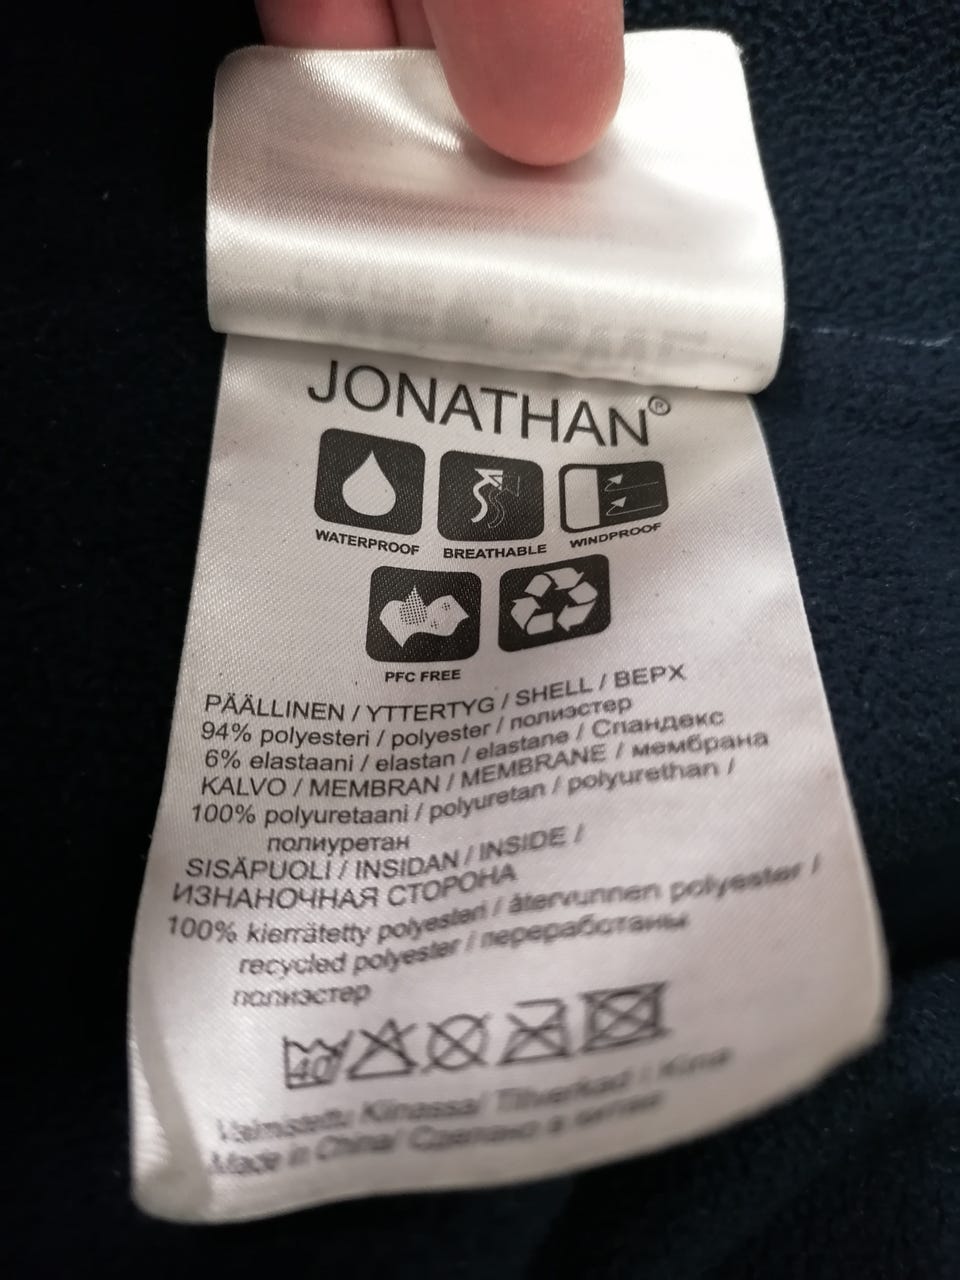 JONATHAN®
WATERPROOF
BREATHABLE
WINDPROOF
PFC FREE
PÄÄLLINEN / YTTERTYG / SHELL / ВЕРХ
94% polyesteri / polyester / полиэстер
6% elastaani / elastan / elastane / Спандекс
KALVO / MEMBRAN / MEMBRANE / мембрана
100% polyuretaani / polyuretan / polyurethan /
полиуретан
SISÄPUOLI / INSIDAN / INSIDE /
ИЗНАНОЧНАЯ СТОРОНА
100% kierrätetty polyesteri / återvunnen polyester /
recycled polyester / переработаны
полиэстер
40
Valmistettu Kiinassa/ Tillverkad i Kina
Made in China/ Сделано в Китае